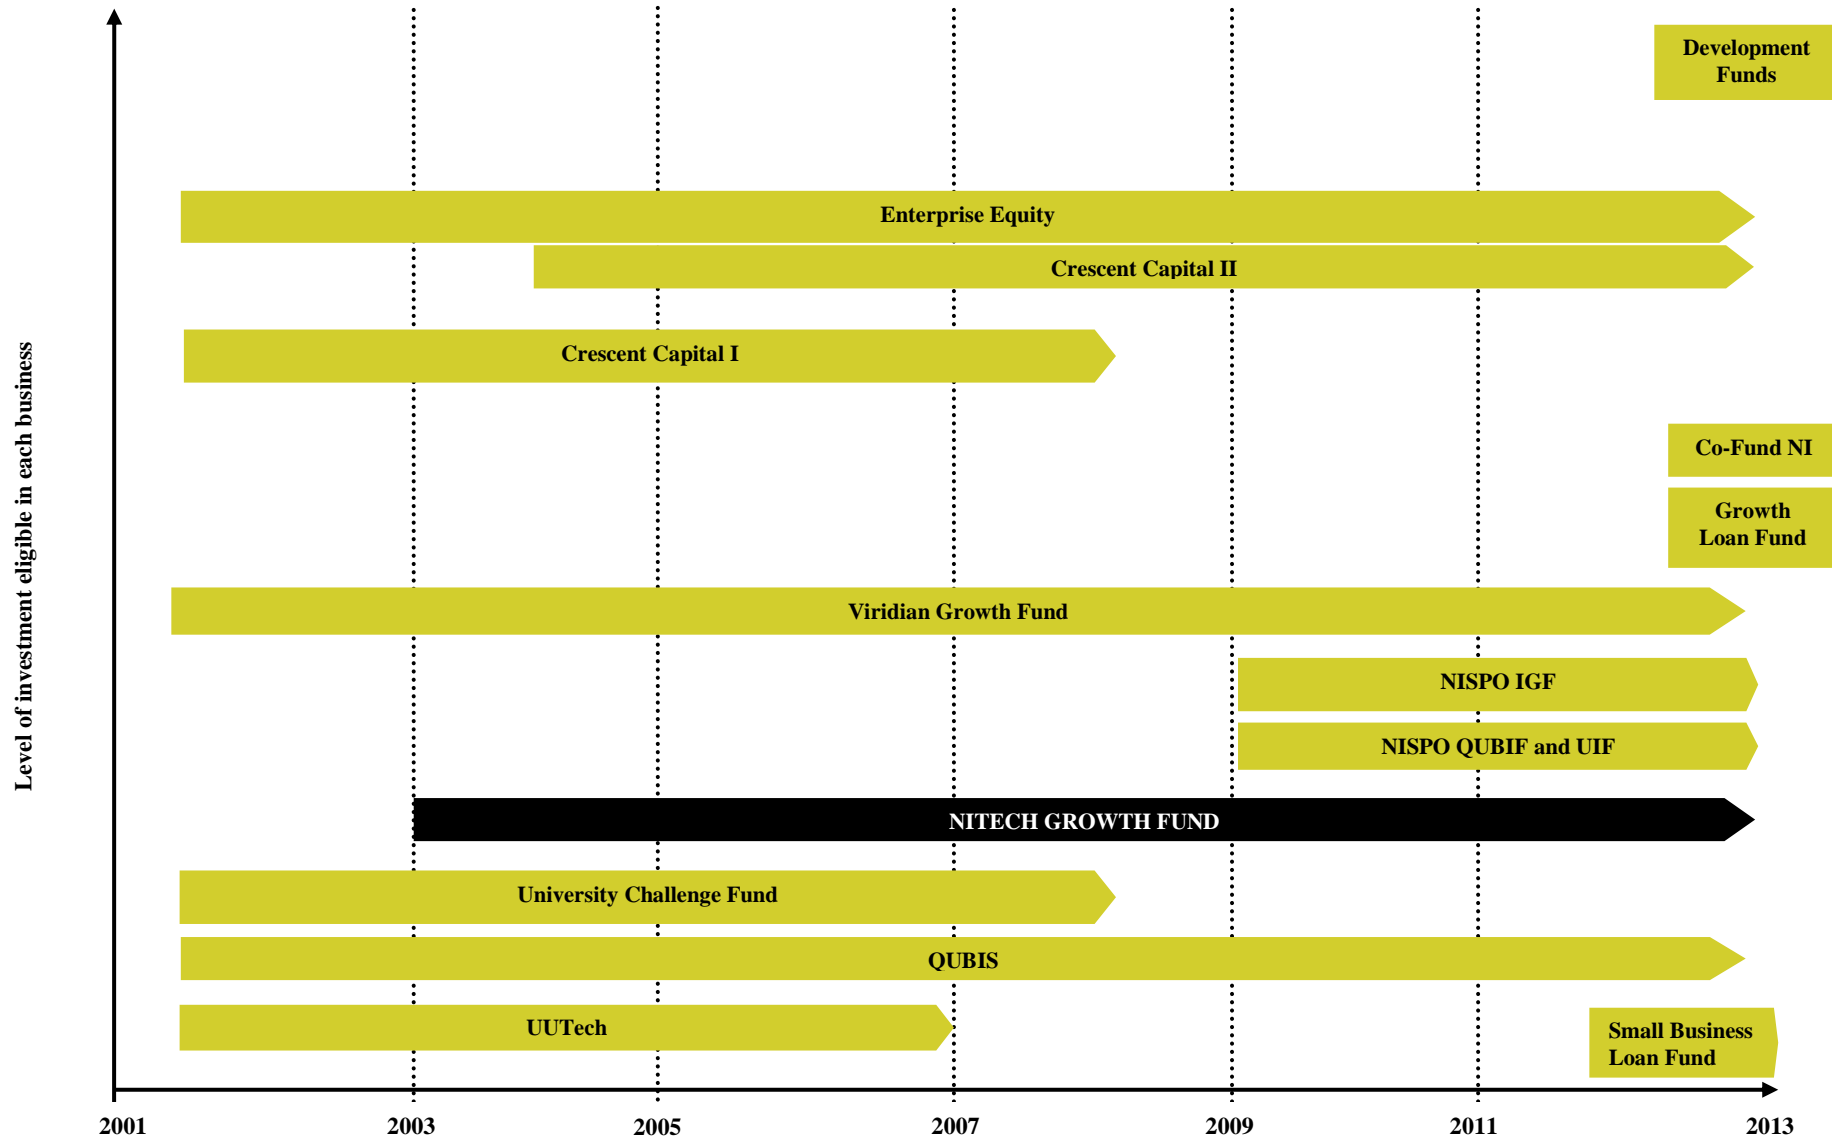 Development
Funds
Enterprise Equity
Crescent Capital II
Crescent Capital I
Level of investment eligible in each business
Co-Fund NI
Growth
Loan Fund
Viridian Growth Fund
NISPO IGF
NISPO QUBIF and UIF
NITECH GROWTH FUND
University Challenge Fund
QUBIS
UUTech
Small Business
Loan Fund
2001
2003
2005
2007
2009
2011
2013